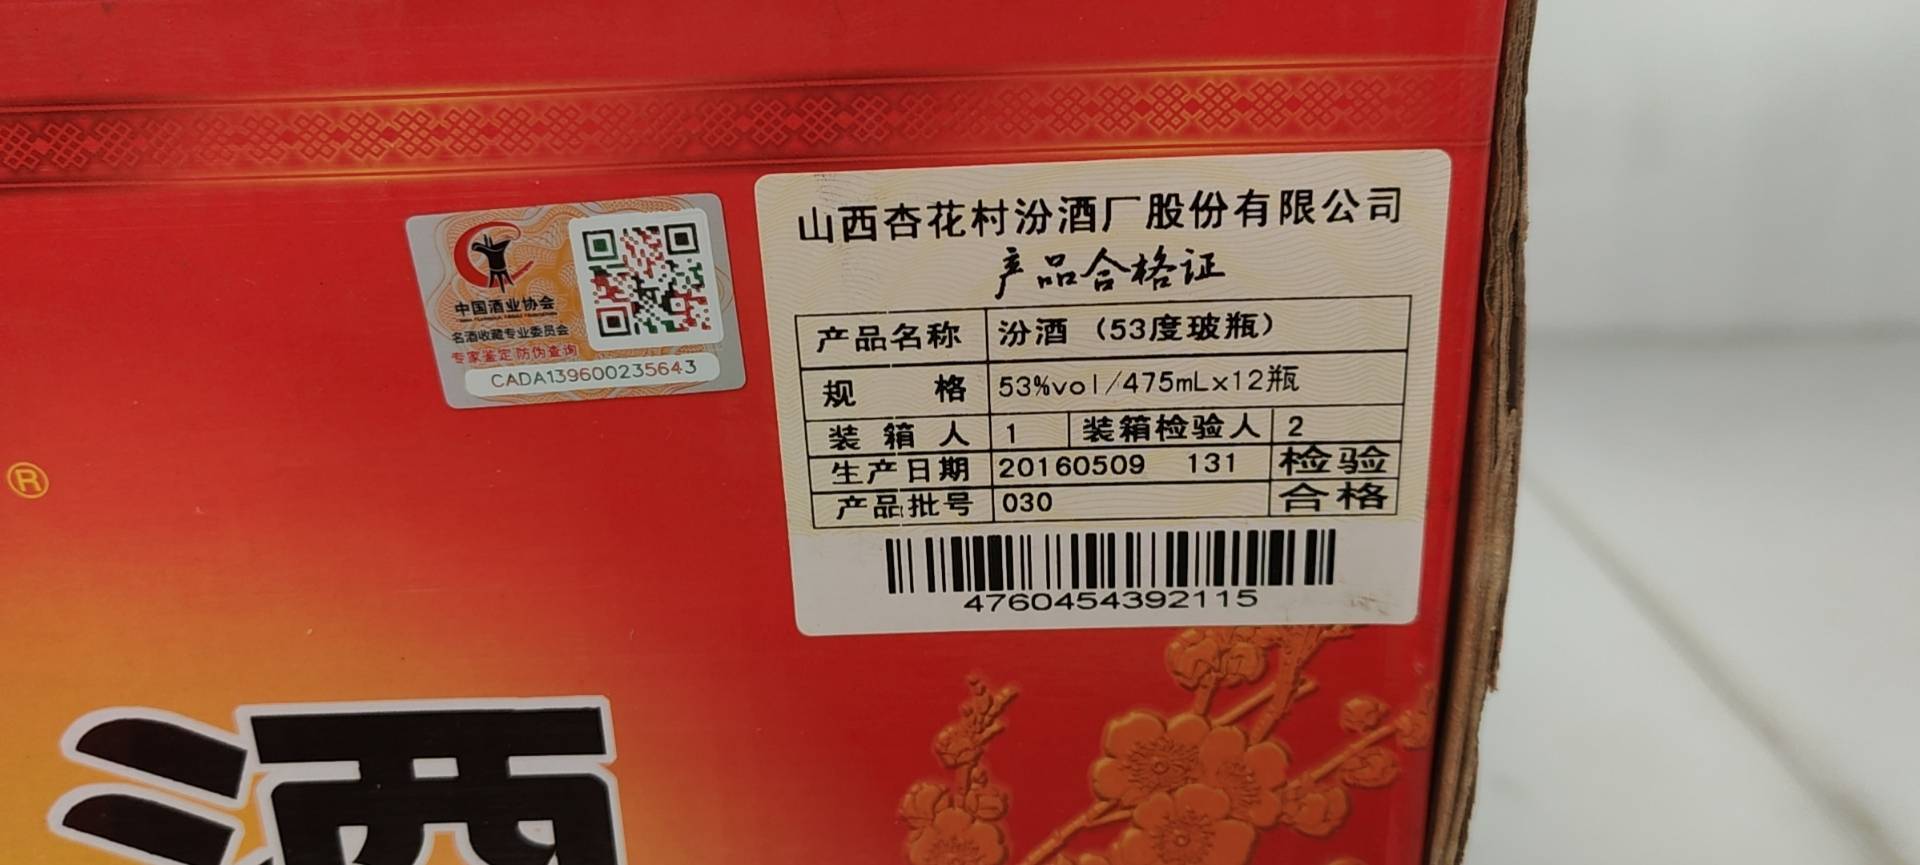 山西杏花村汾酒厂股份有限公司
产品合格证
产品名称 汾酒（53度玻瓶）
规 格 53%vol/475mLx12瓶
装 箱 人 1 装箱检验人 2
生产日期 20160509 131 检验
产品批号 030 合格
4760454392115
中国酒业协会
名酒收藏专业委员会
专家鉴定 防伪查询
CADA139600235643
®
酒